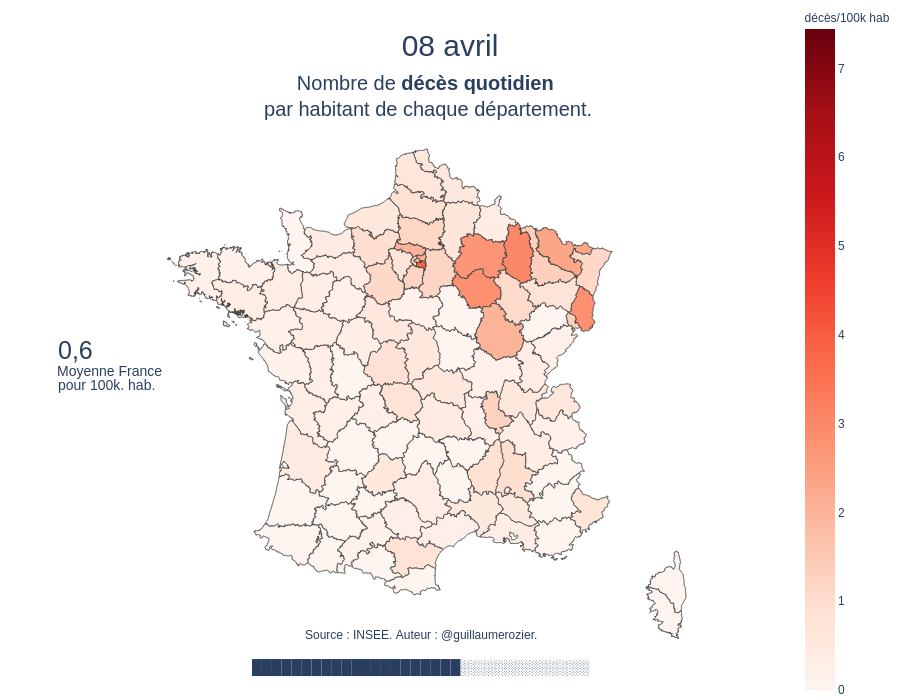 08 avril
Nombre de décès quotidien
par habitant de chaque département.
décès/100k hab
7
6
5
4
3
2
1
0
0,6
Moyenne France
pour 100k. hab.
Source : INSEE. Auteur : @guillaumerozier.